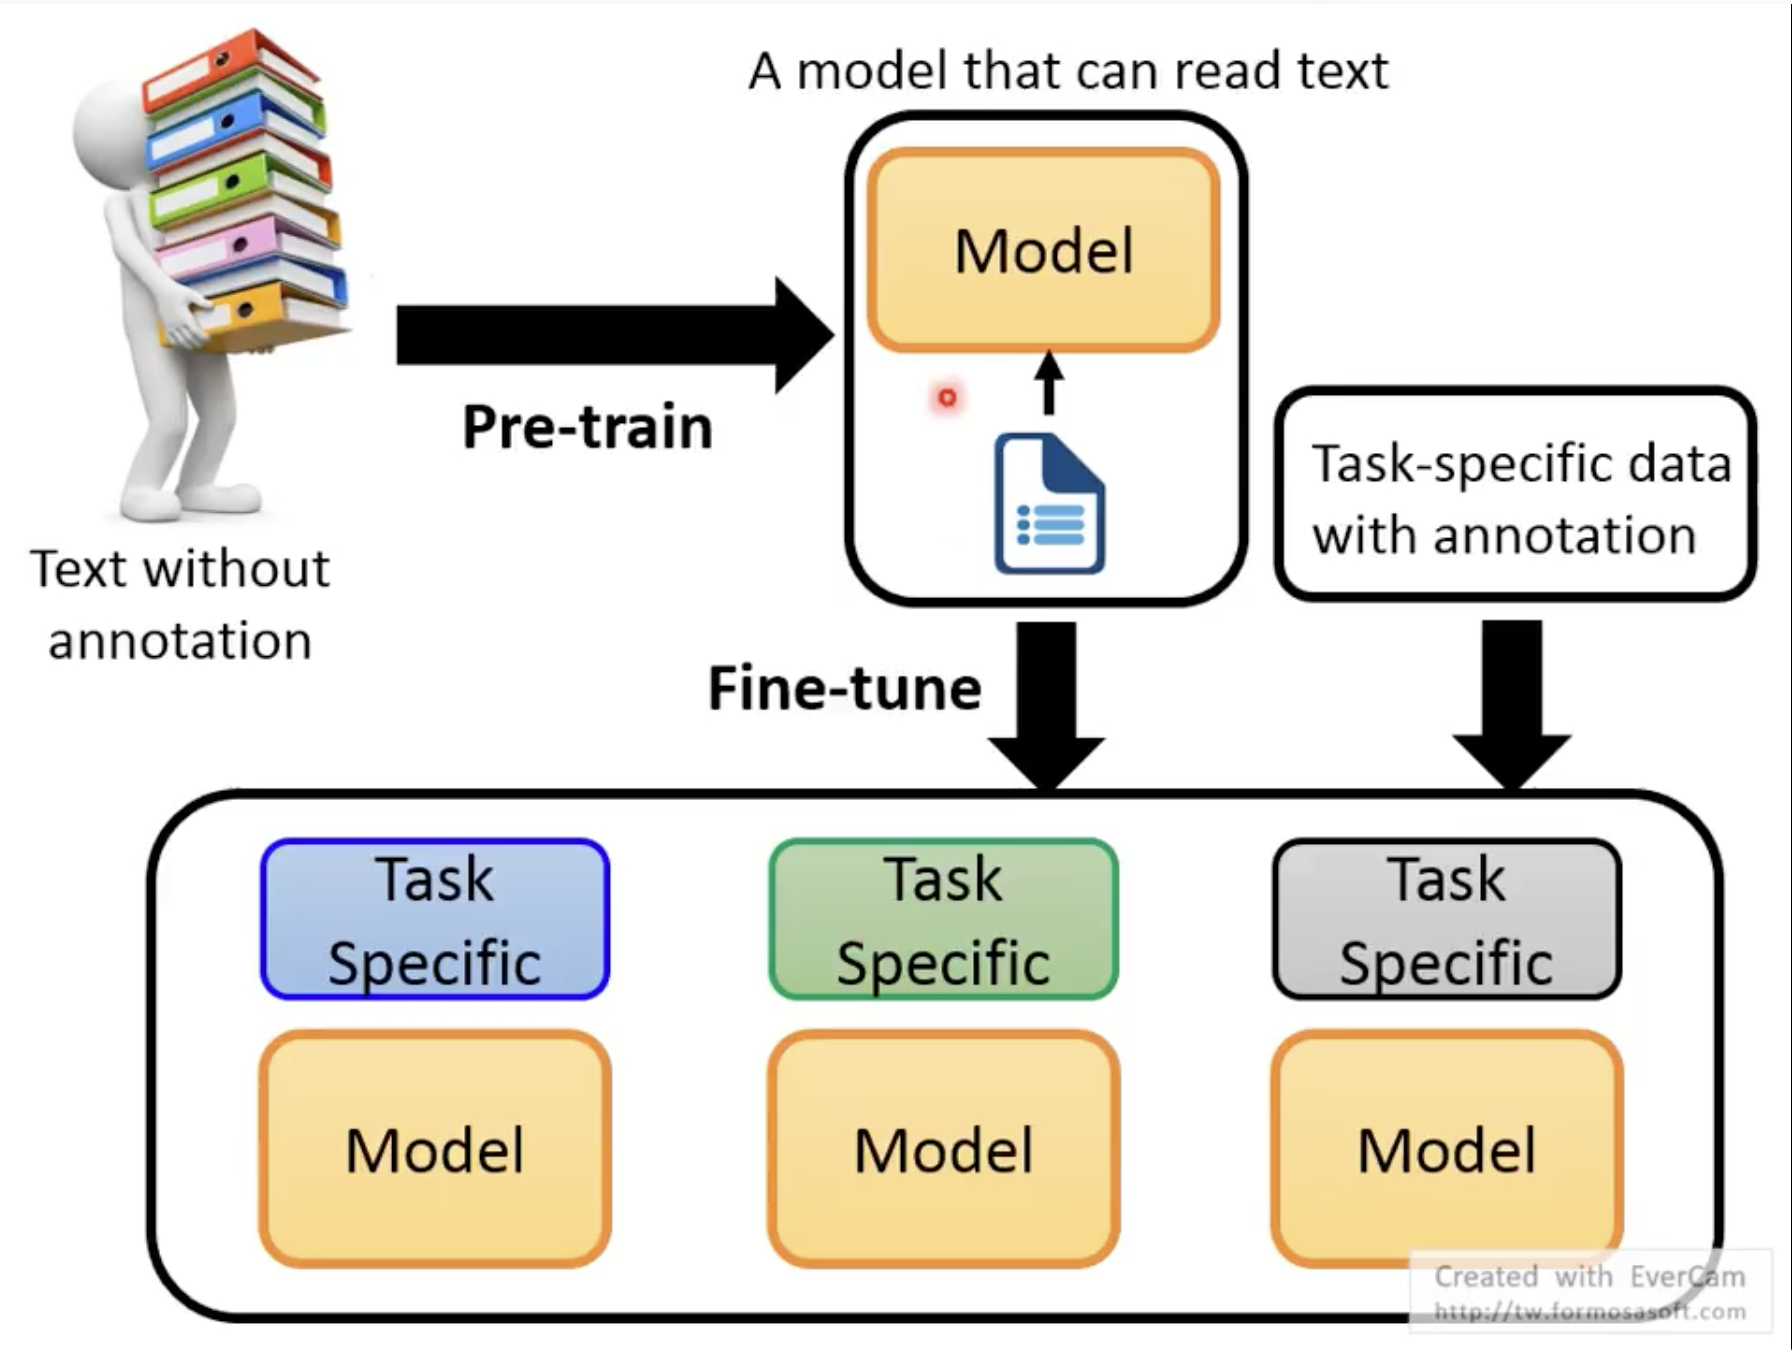 A model that can read text
Model
Pre-train
Text without
annotation
Task-specific data
with annotation
Fine-tune
Task
Specific
Task
Specific
Task
Specific
Model
Model
Model
Created with EverCam
http://tw.formosasoft.com